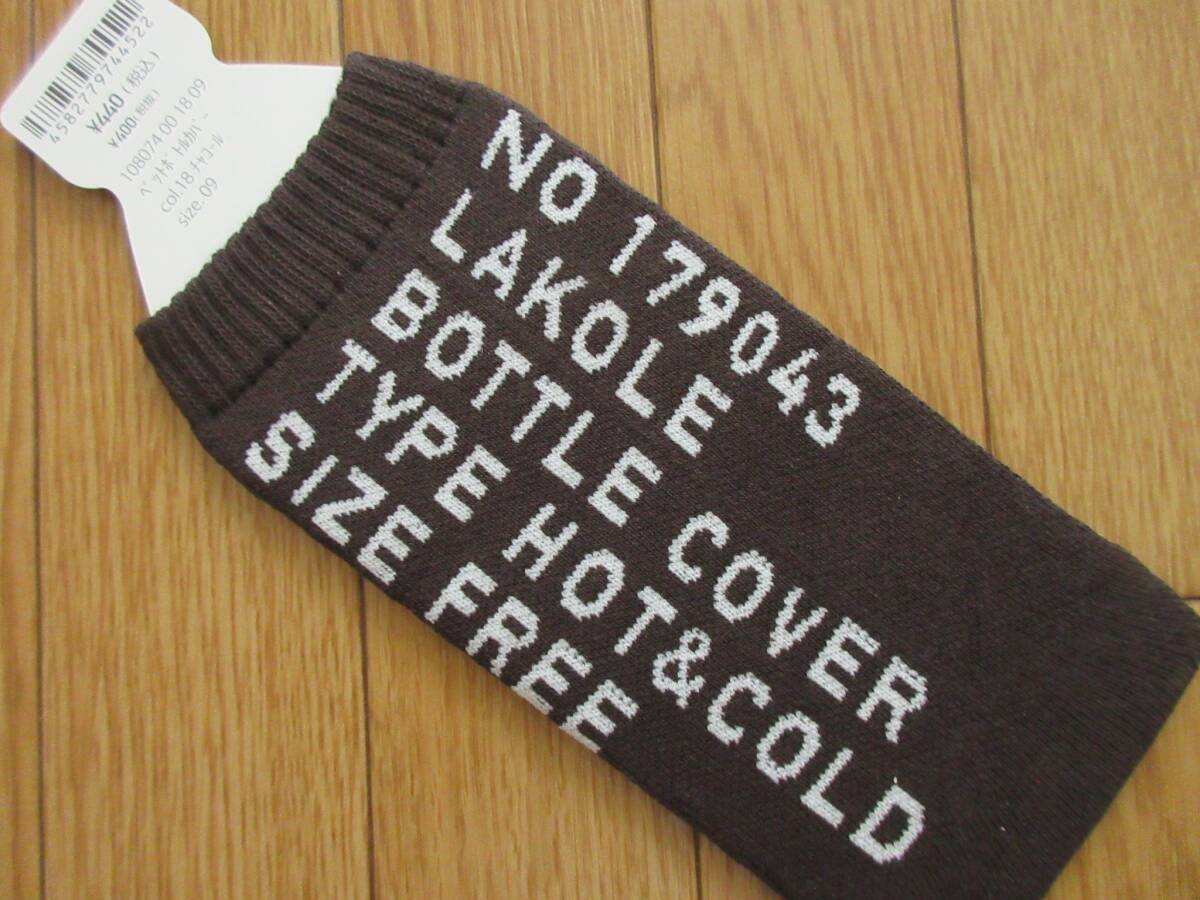 4582779744522
¥440(税込)
¥400(税抜)
108074 00 18 09
ペットボトルカバー
col.18 チャコール
size. 09
NO 179043
LAKOLE
BOTTLE COVER
TYPE HOT&COLD
SIZE FREE